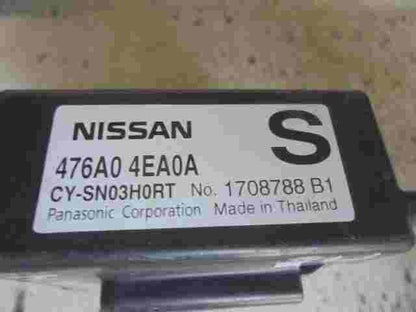 NISSAN S
476A0 4EA0A
CY-SN03H0RT No. 1708788 B1
Panasonic Corporation Made in Thailand